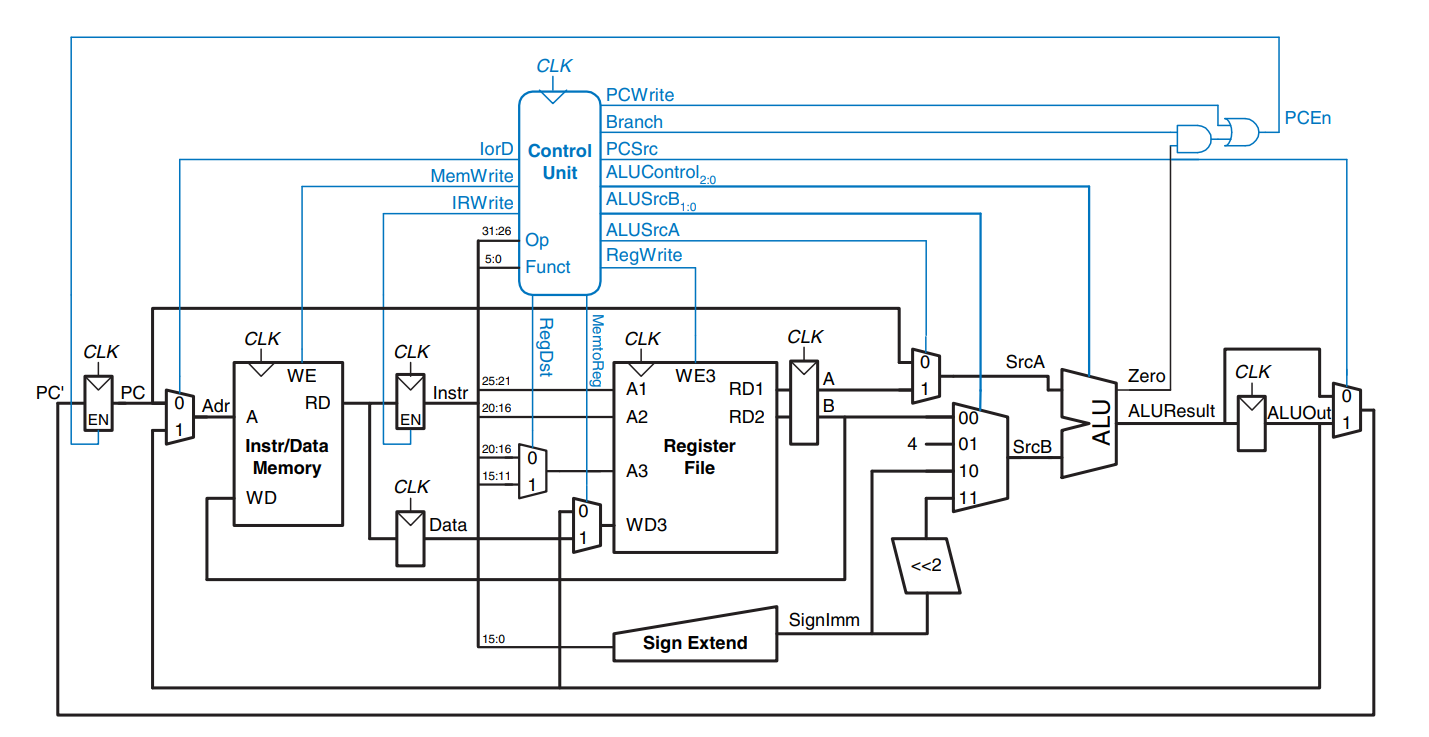 CLK
PCWrite
Branch
PCEn
IorD
Control
Unit
PCSrc
MemWrite
ALUControl2:0
IRWrite
ALUSrcB1:0
31:26
Op
ALUSrcA
5:0
Funct
RegWrite
RegDst
MemtoReg
CLK
CLK
CLK
CLK
CLK
PC'
EN
PC
0
1
Adr
WE
A
RD
Instr/Data
Memory
WD
EN
Instr
25:21
20:16
20:16
15:11
0
1
A1
A2
A3
WD3
WE3
RD1
RD2
Register
File
A
B
0
1
SrcA
00
4
01
10
11
SrcB
ALU
Zero
ALUResult
CLK
ALUOut
0
1
CLK
Data
0
1
<<2
SignImm
15:0
Sign Extend